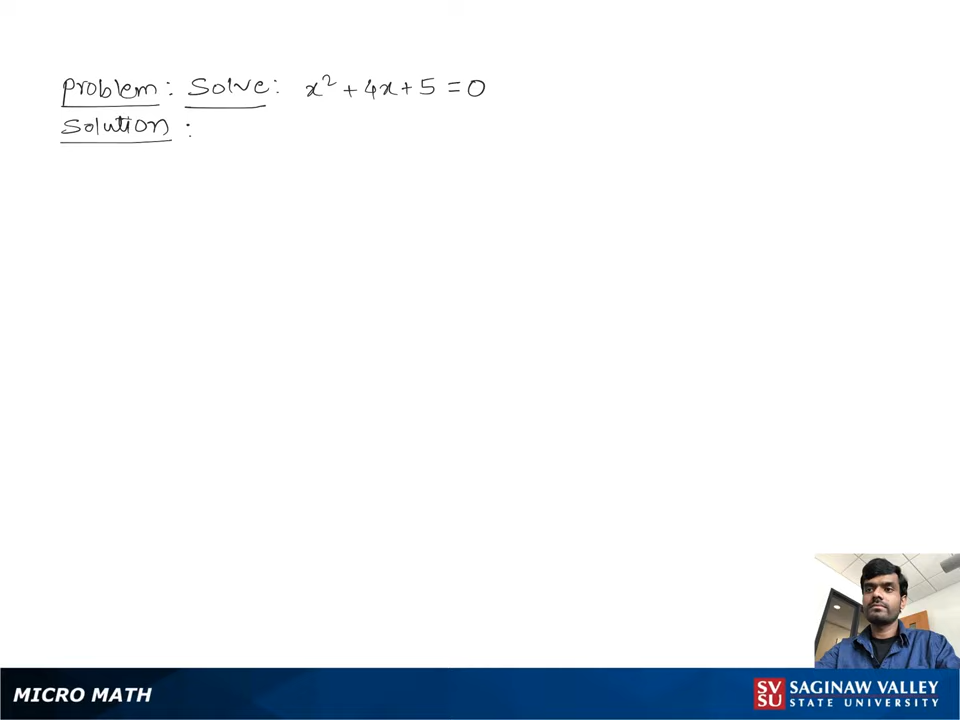 Problem: Solve: x² + 4x + 5 = 0
Solution:
MICRO MATH
SV SU SAGINAW VALLEY
STATE UNIVERSITY